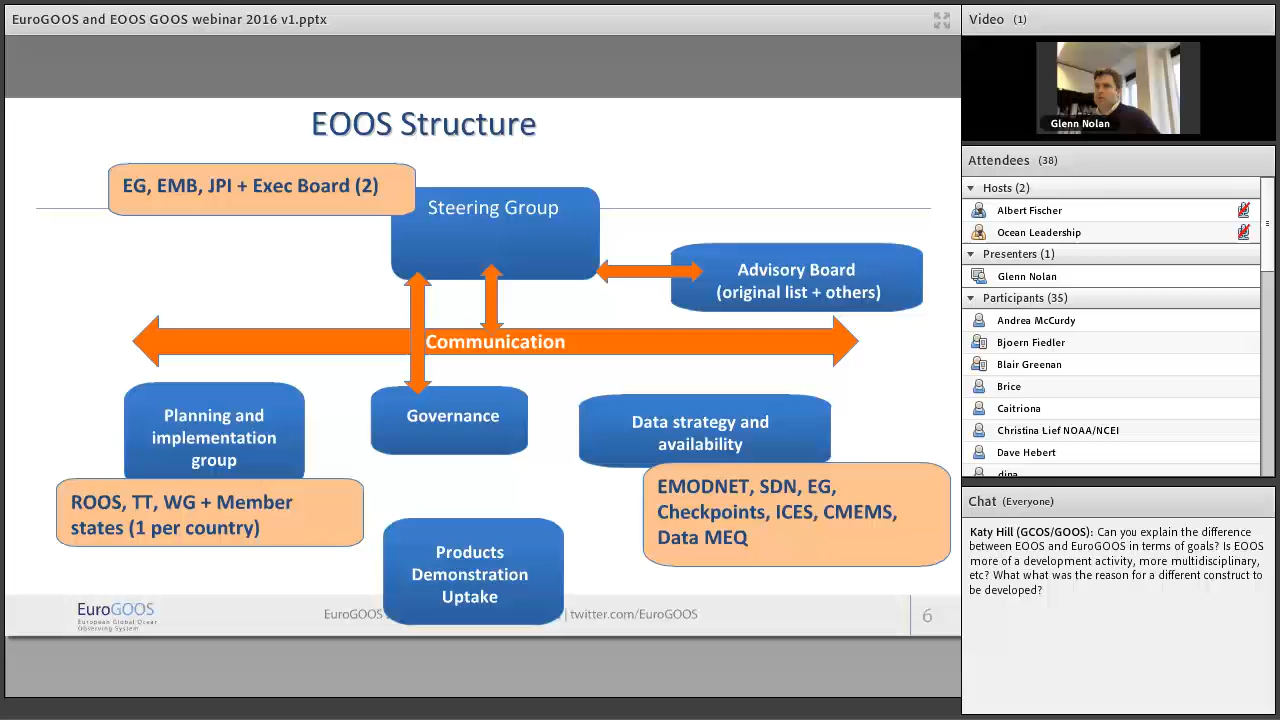 EuroGOOS and EOOS GOOS webinar 2016 v1.pptx
EOOS Structure
EG, EMB, JPI + Exec Board (2)
Steering Group
Advisory Board
(original list + others)
Communication
Planning and
implementation
group
Governance
Data strategy and
availability
ROOS, TT, WG + Member
states (1 per country)
EMODNET, SDN, EG,
Checkpoints, ICES, CMEMS,
Data MEQ
Products
Demonstration
Uptake
EuroGOOS
European Global Ocean
Observing System
EuroGOOS
| twitter.com/EuroGOOS
6
Video (1)
Glenn Nolan
Attendees (38)
Hosts (2)
Albert Fischer
Ocean Leadership
Presenters (1)
Glenn Nolan
Participants (35)
Andrea McCurdy
Bjoern Fiedler
Blair Greenan
Brice
Caitriona
Christina Lief NOAA/NCEI
Dave Hebert
Chat (Everyone)
Katy Hill (GCOS/GOOS): Can you explain the difference
between EOOS and EuroGOOS in terms of goals? Is EOOS
more of a development activity, more multidisciplinary,
etc? What what was the reason for a different construct to
be developed?